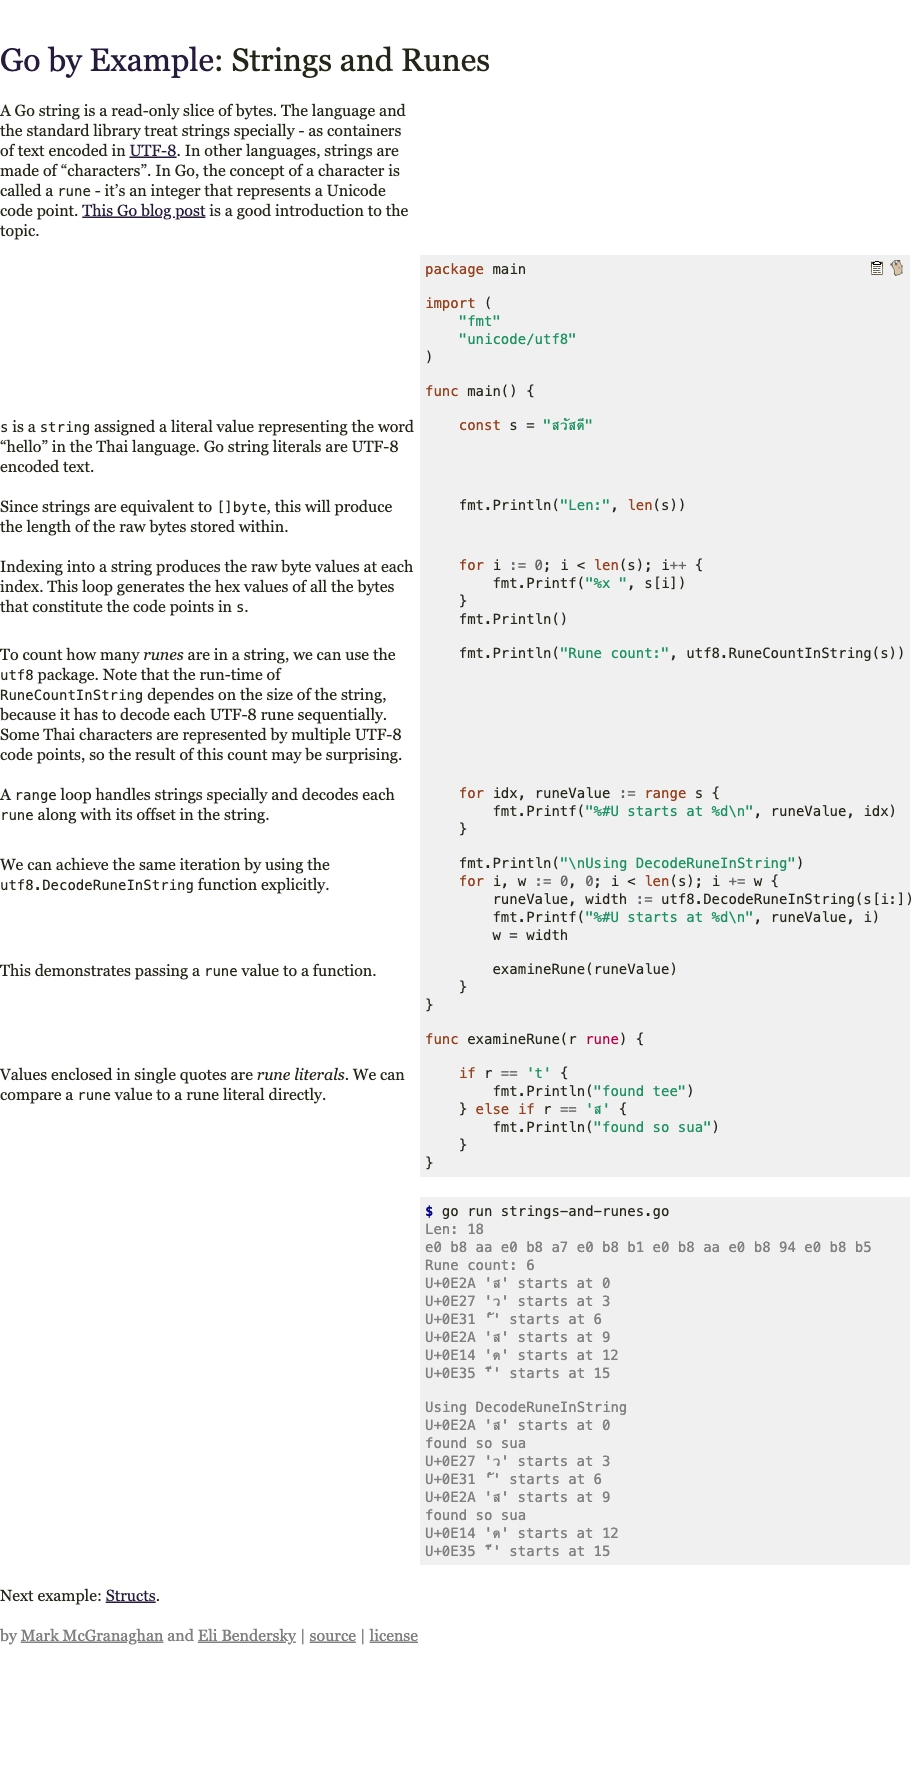 Go by Example: Strings and Runes
A Go string is a read-only slice of bytes. The language and
the standard library treat strings specially - as containers
of text encoded in UTF-8. In other languages, strings are
made of “characters”. In Go, the concept of a character is
called a rune - it’s an integer that represents a Unicode
code point. This Go blog post is a good introduction to the
topic.
package main
import (
    "fmt"
    "unicode/utf8"
)
func main() {
s is a string assigned a literal value representing the word
“hello” in the Thai language. Go string literals are UTF-8
encoded text.
    const s = "สวัสดี"
Since strings are equivalent to []byte, this will produce
the length of the raw bytes stored within.
    fmt.Println("Len:", len(s))
Indexing into a string produces the raw byte values at each
index. This loop generates the hex values of all the bytes
that constitute the code points in s.
    for i := 0; i < len(s); i++ {
        fmt.Printf("%x ", s[i])
    }
    fmt.Println()
To count how many runes are in a string, we can use the
utf8 package. Note that the run-time of
RuneCountInString dependes on the size of the string,
because it has to decode each UTF-8 rune sequentially.
Some Thai characters are represented by multiple UTF-8
code points, so the result of this count may be surprising.
    fmt.Println("Rune count:", utf8.RuneCountInString(s))
A range loop handles strings specially and decodes each
rune along with its offset in the string.
    for idx, runeValue := range s {
        fmt.Printf("%#U starts at %d\n", runeValue, idx)
    }
We can achieve the same iteration by using the
utf8.DecodeRuneInString function explicitly.
    fmt.Println("\nUsing DecodeRuneInString")
    for i, w := 0, 0; i < len(s); i += w {
        runeValue, width := utf8.DecodeRuneInString(s[i:])
        fmt.Printf("%#U starts at %d\n", runeValue, i)
        w = width
This demonstrates passing a rune value to a function.
        examineRune(runeValue)
    }
}
func examineRune(r rune) {
Values enclosed in single quotes are rune literals. We can
compare a rune value to a rune literal directly.
    if r == 't' {
        fmt.Println("found tee")
    } else if r == 'ส' {
        fmt.Println("found so sua")
    }
}
$ go run strings-and-runes.go
Len: 18
e0 b8 aa e0 b8 a7 e0 b8 b1 e0 b8 aa e0 b8 94 e0 b8 b5
Rune count: 6
U+0E2A 'ส' starts at 0
U+0E27 'ว' starts at 3
U+0E31 'ั' starts at 6
U+0E2A 'ส' starts at 9
U+0E14 'ด' starts at 12
U+0E35 'ี' starts at 15
Using DecodeRuneInString
U+0E2A 'ส' starts at 0
found so sua
U+0E27 'ว' starts at 3
U+0E31 'ั' starts at 6
U+0E2A 'ส' starts at 9
found so sua
U+0E14 'ด' starts at 12
U+0E35 'ี' starts at 15
Next example: Structs.
by Mark McGranaghan and Eli Bendersky | source | license